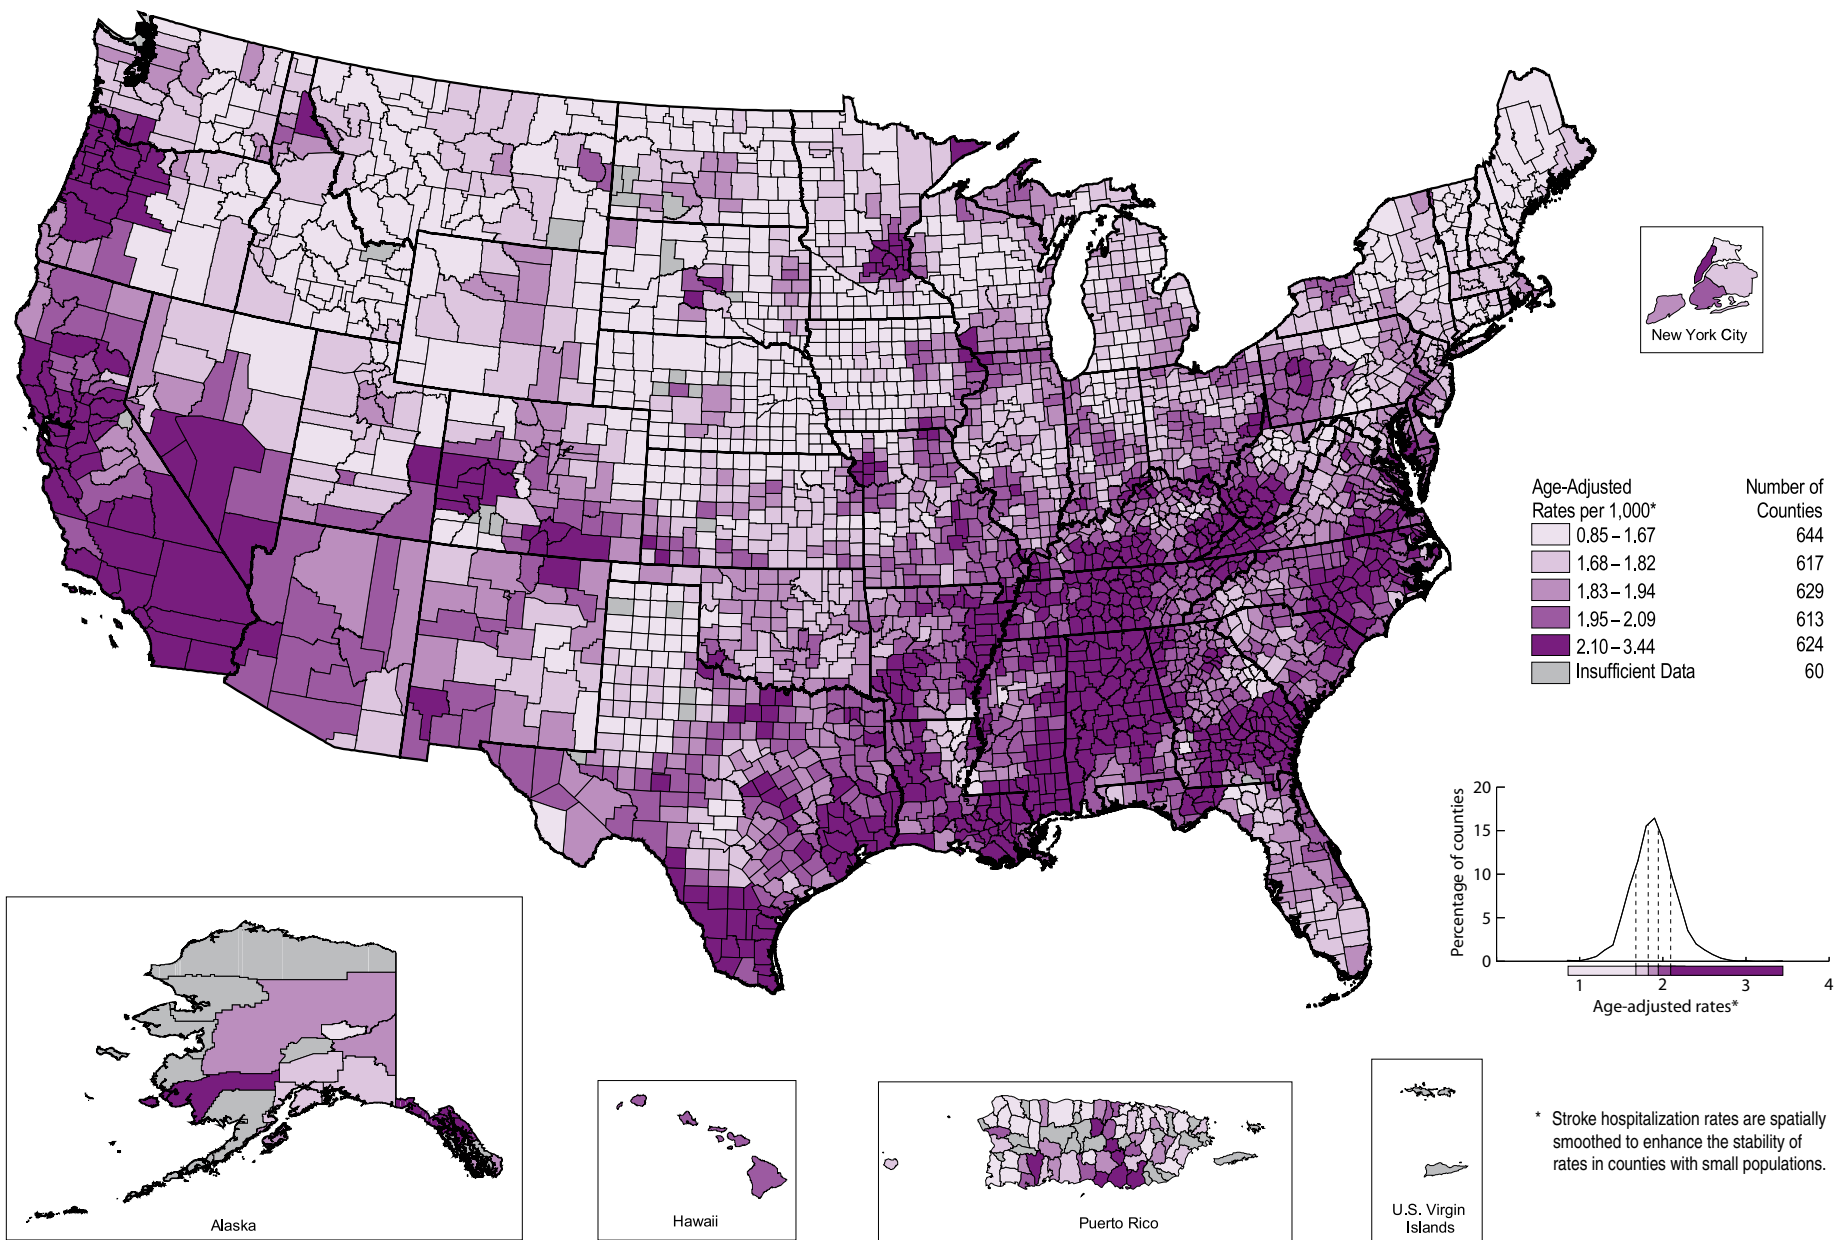 New York City
Age-Adjusted Number of
Rates per 1,000* Counties
0.85 – 1.67 644
1.68 – 1.82 617
1.83 – 1.94 629
1.95 – 2.09 613
2.10 – 3.44 624
Insufficient Data 60
Percentage of counties
20
15
10
5
0
1 2 3 4
Age-adjusted rates*
Alaska
Hawaii
Puerto Rico
U.S. Virgin
Islands
* Stroke hospitalization rates are spatially
smoothed to enhance the stability of
rates in counties with small populations.